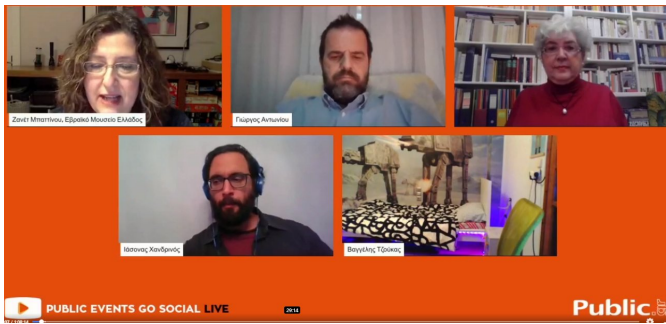 Ζανέτ Μπαττίνου, Εβραϊκό Μουσείο Ελλάδος
Γιώργος Αντωνίου
Ιάσονας Χανδρινός
Βαγγέλης Τζούκας
PUBLIC EVENTS GO SOCIAL LIVE
29:14
Public.gr